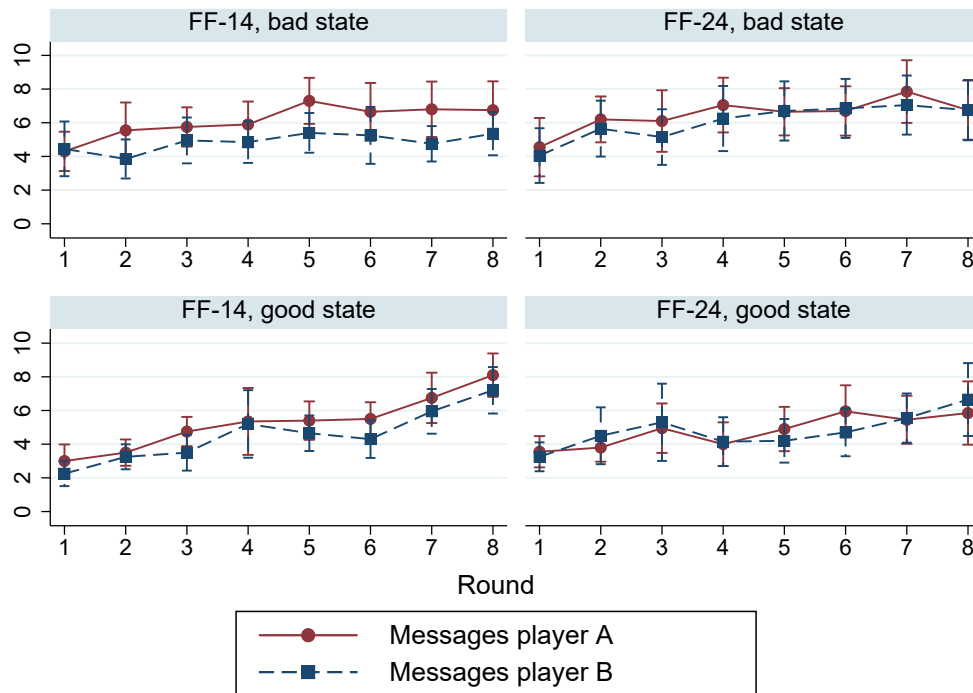 FF-14, bad state
FF-24, bad state
10
8
6
4
2
0
1 2 3 4 5 6 7 8
1 2 3 4 5 6 7 8
FF-14, good state
FF-24, good state
10
8
6
4
2
0
1 2 3 4 5 6 7 8
1 2 3 4 5 6 7 8
Round
Messages player A
Messages player B